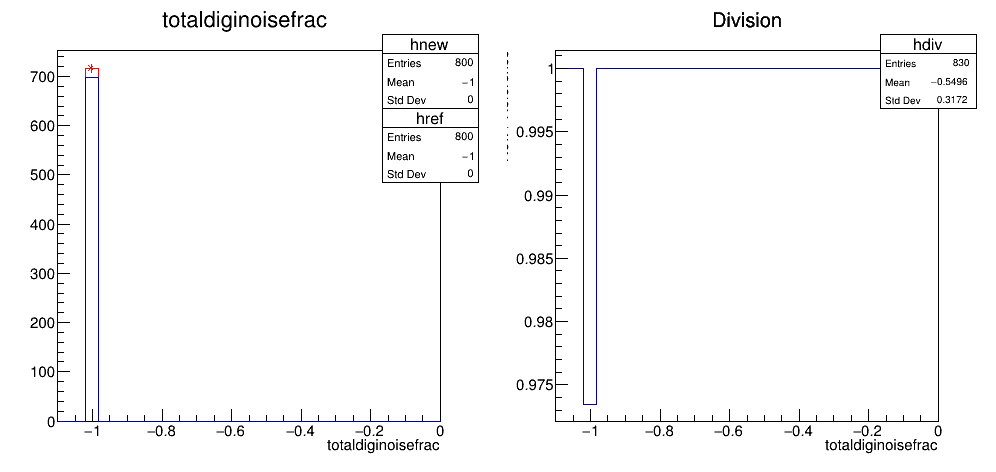 totaldiginoisefrac
hnew
Entries 800
Mean −1
Std Dev 0
href
Entries 800
Mean −1
Std Dev 0
700
600
500
400
300
200
100
0
−1 −0.8 −0.6 −0.4 −0.2 0
totaldiginoisefrac
Division
hdiv
Entries 830
Mean −0.5496
Std Dev 0.3172
1
0.995
0.99
0.985
0.98
0.975
−1 −0.8 −0.6 −0.4 −0.2 0
totaldiginoisefrac